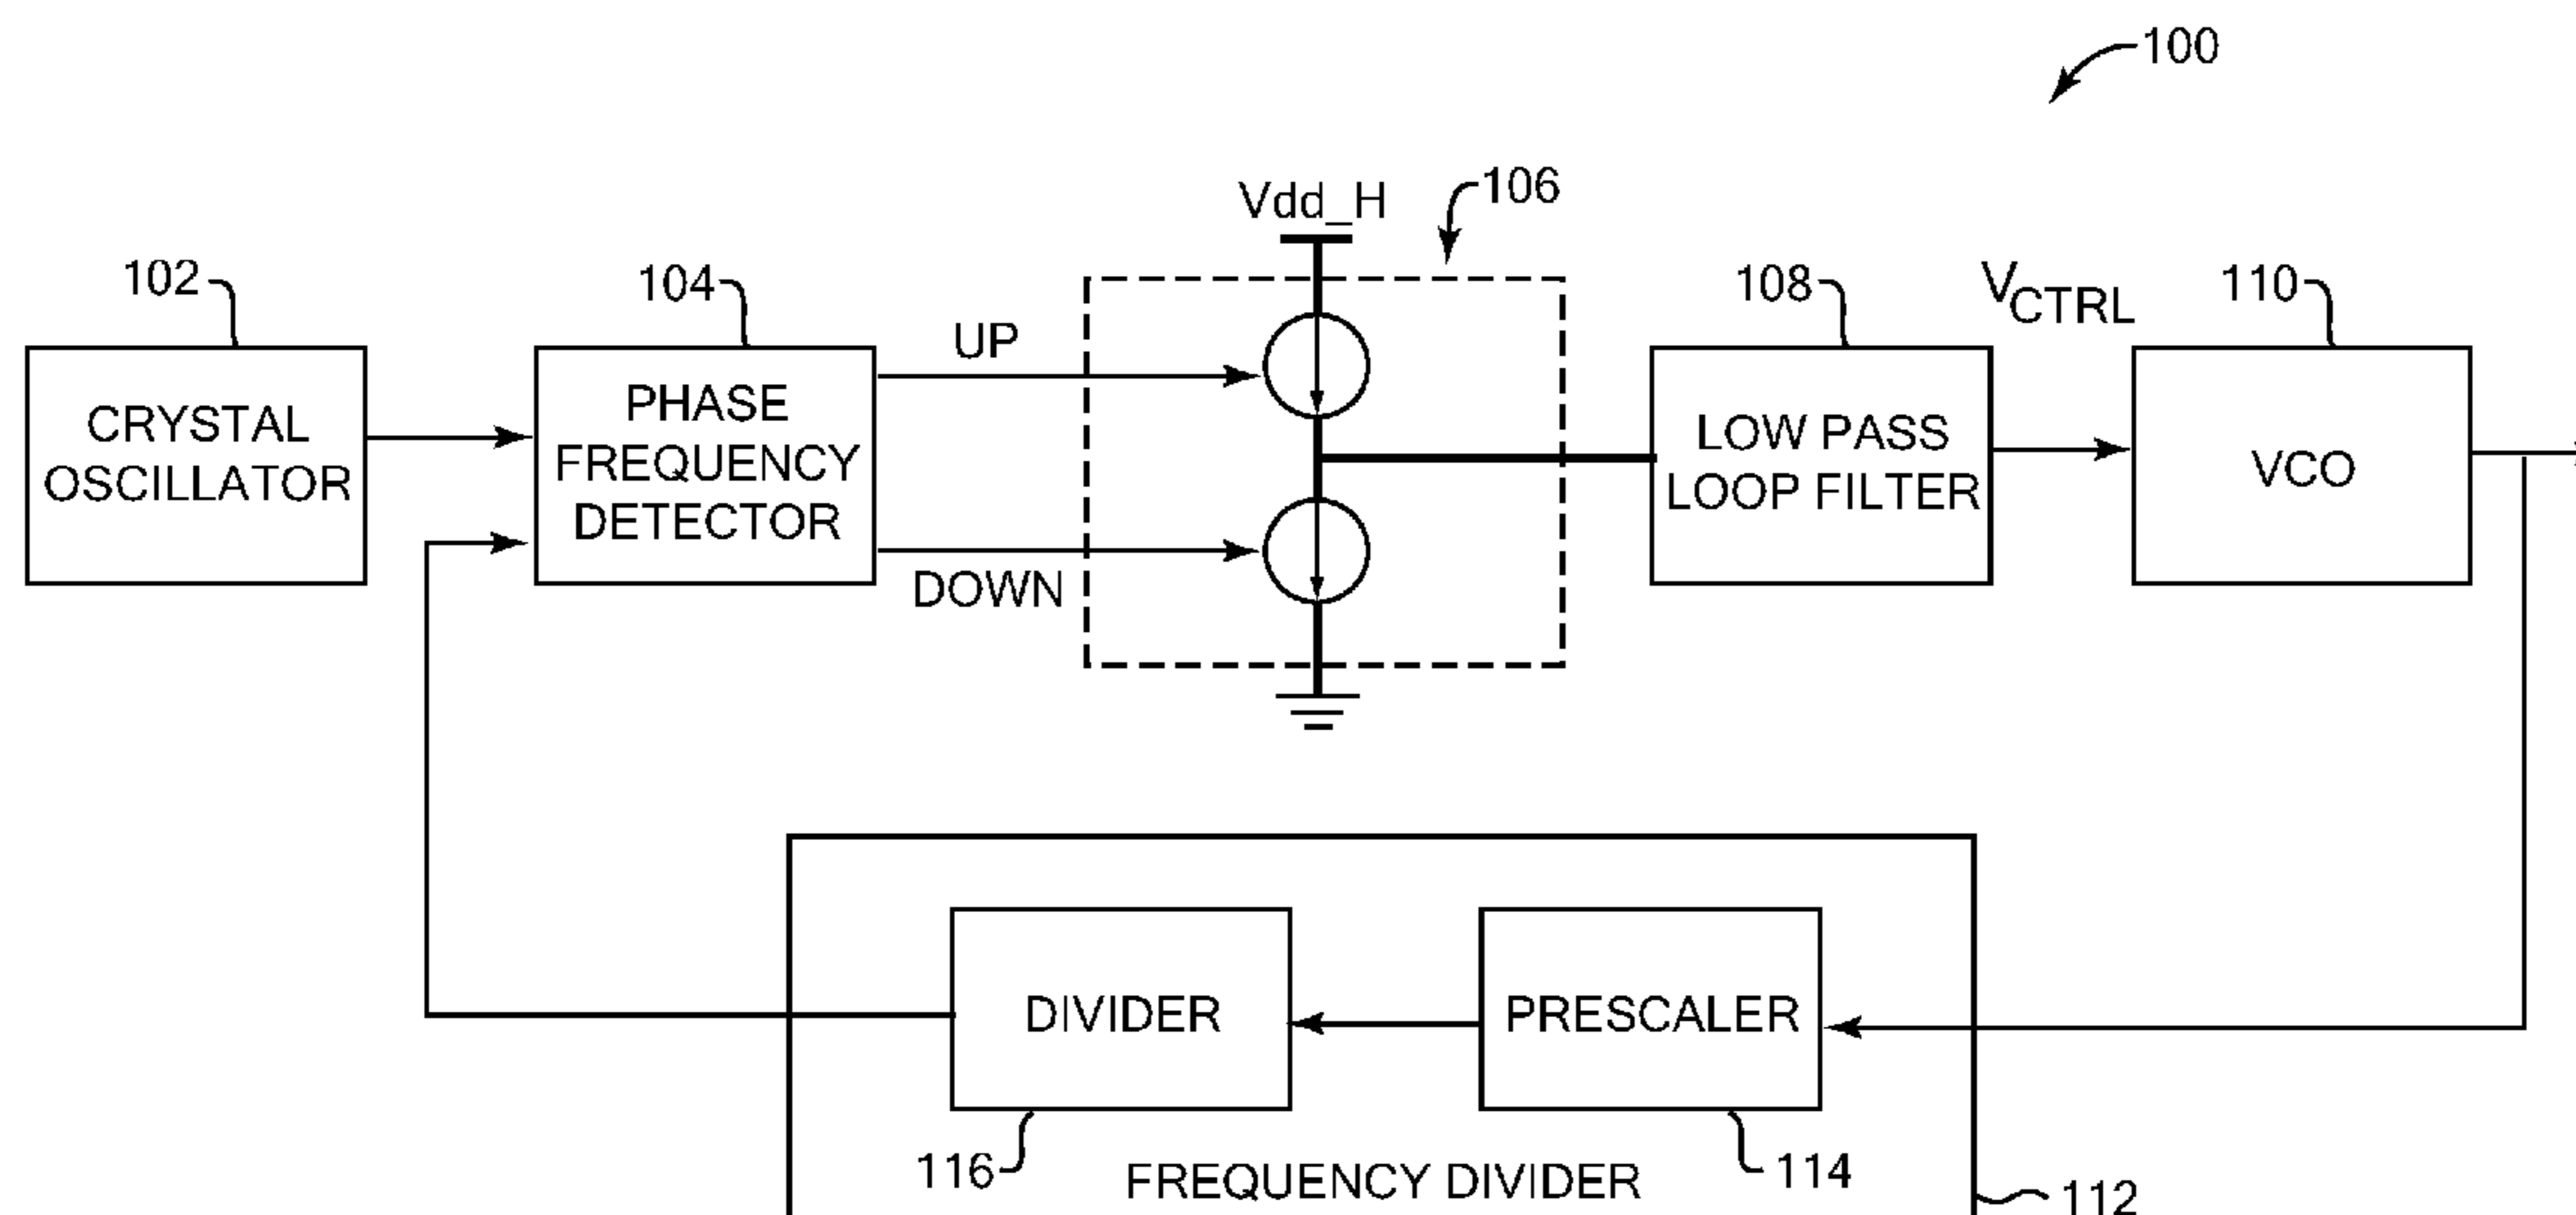 100
Vdd_H
106
102
104
108
VCTRL
110
UP
CRYSTAL
OSCILLATOR
PHASE
FREQUENCY
DETECTOR
LOW PASS
LOOP FILTER
VCO
DOWN
DIVIDER
PRESCALER
116
FREQUENCY DIVIDER
114
112